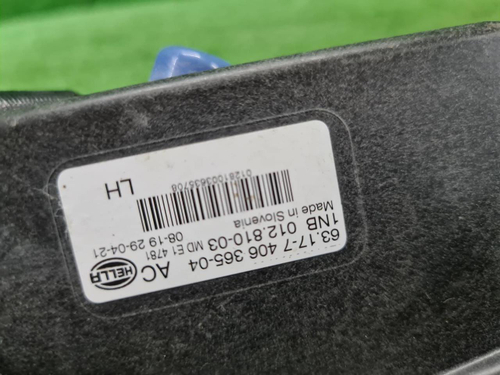 63.17-7 406 365-04
1NB 012.810-03 MD E1 4781
Made in Slovenia 08-19 29-04-21
AC
HELLA
LH